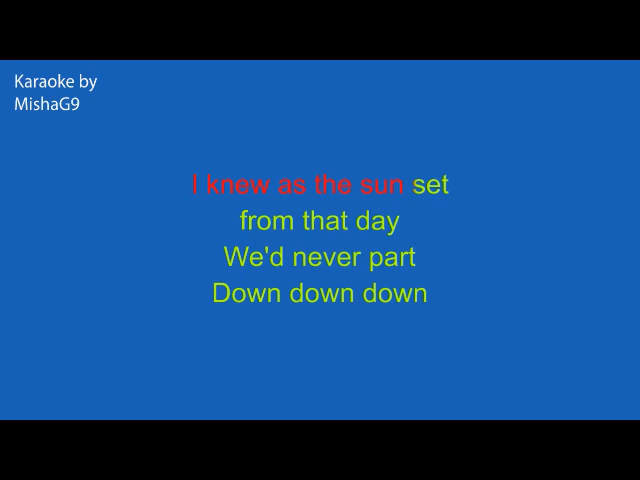 Karaoke by
MishaG9
I knew as the sun set
from that day
We'd never part
Down down down